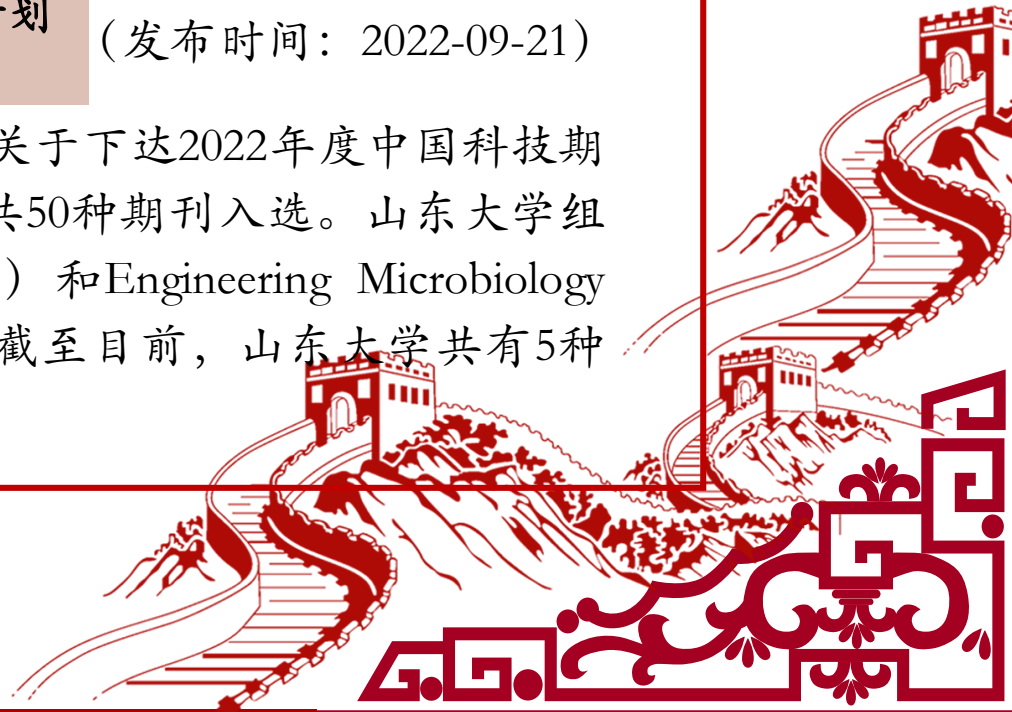 划
（发布时间：2022-09-21）
关于下达2022年度中国科技期
共50种期刊入选。山东大学组
）和Engineering Microbiology
截至目前，山东大学共有5种